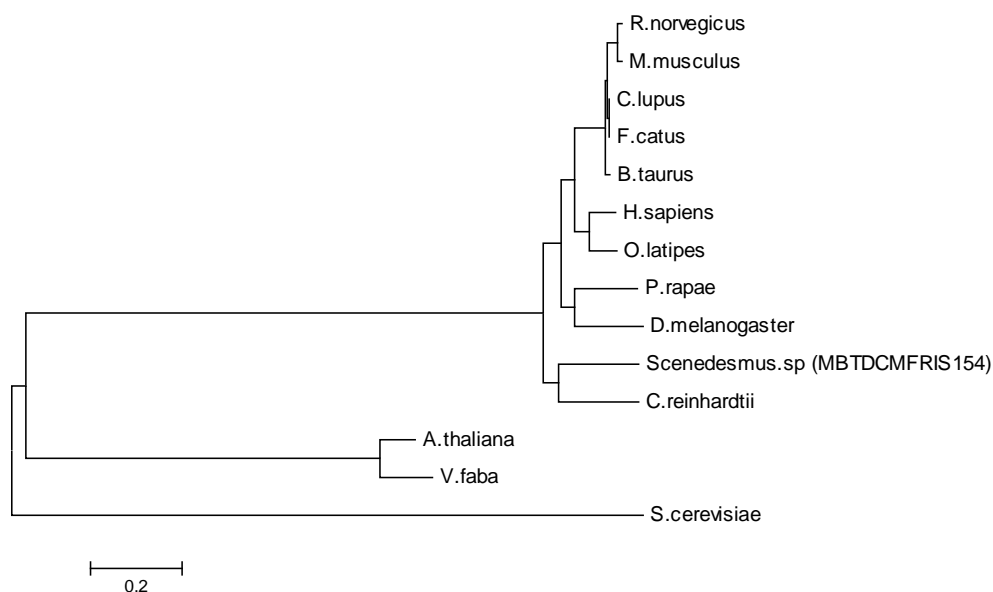 R.norvegicus
M.musculus
C.lupus
F.catus
B.taurus
H.sapiens
O.latipes
P.rapae
D.melanogaster
Scenedesmus.sp (MBTDCMFRIS154)
C.reinhardtii
A.thaliana
V.faba
S.cerevisiae
0.2